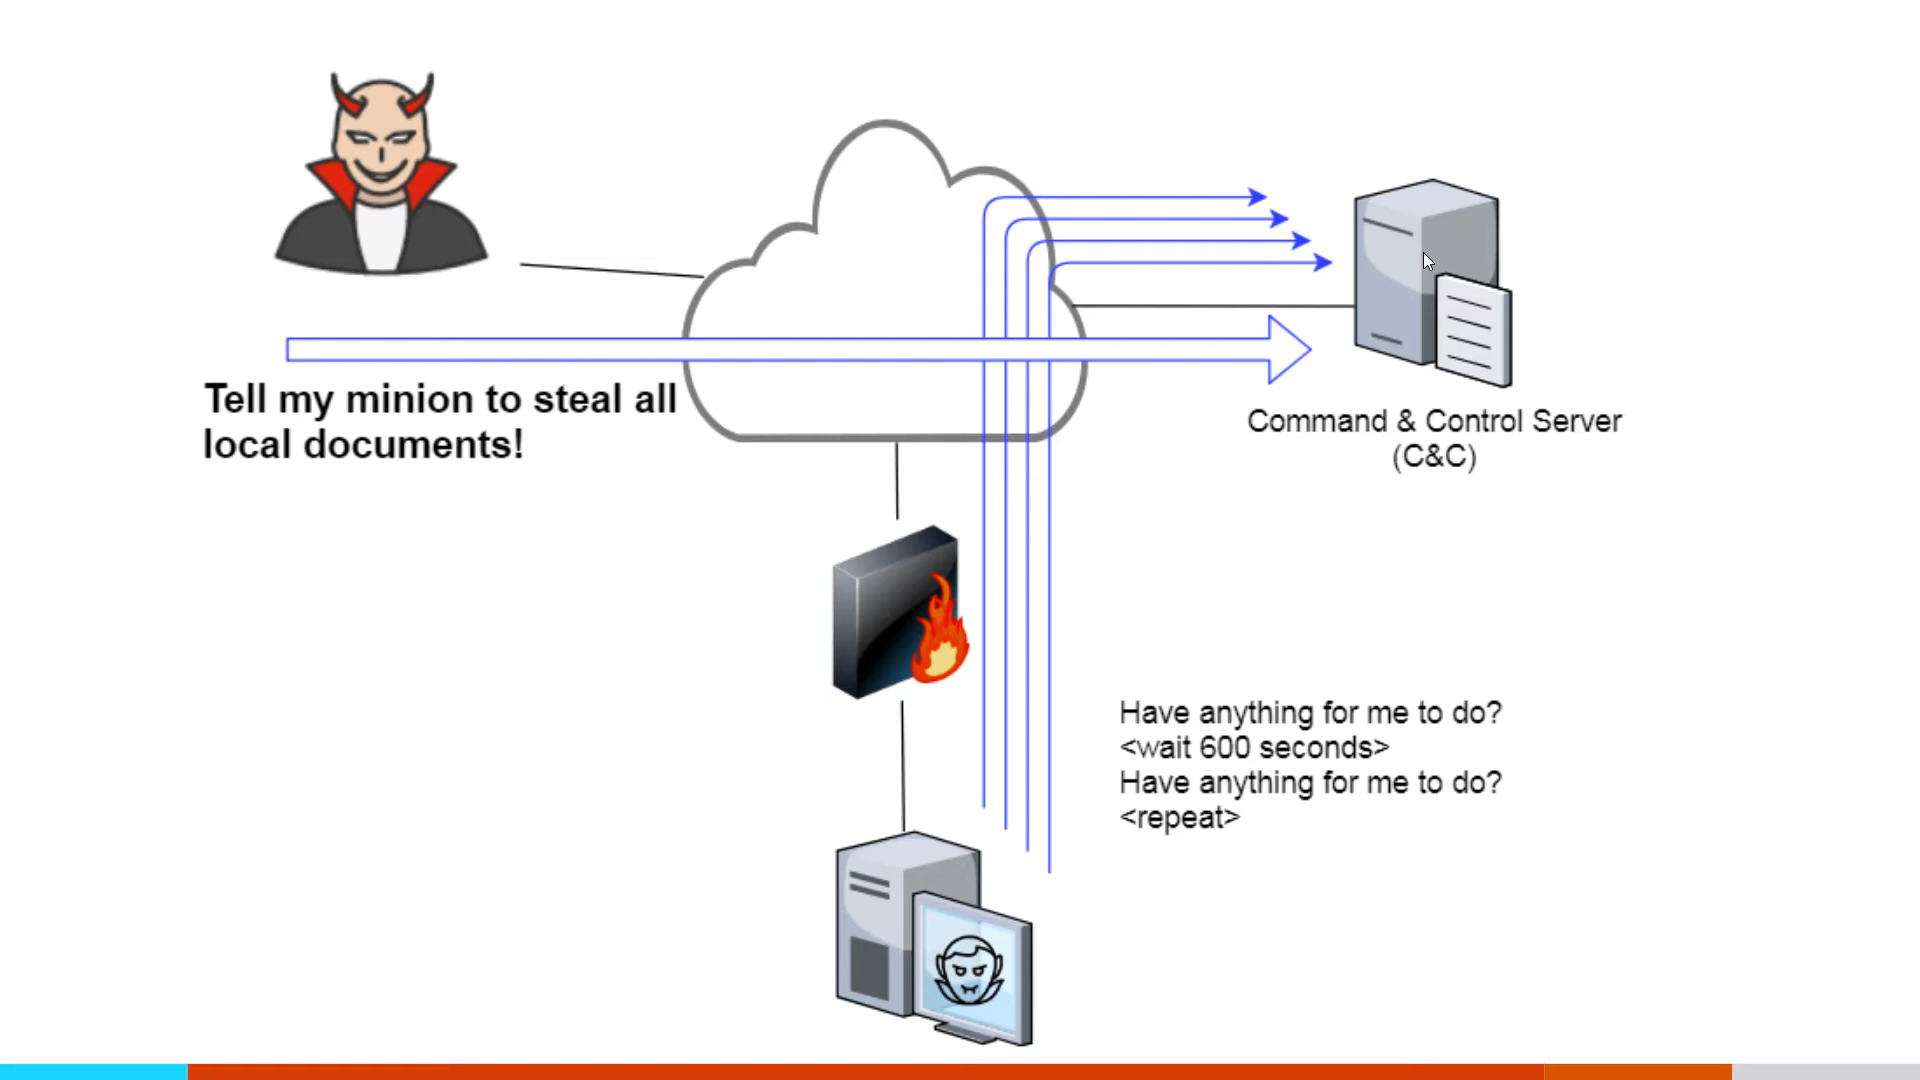 Tell my minion to steal all
local documents!
Command & Control Server
(C&C)
Have anything for me to do?
<wait 600 seconds>
Have anything for me to do?
<repeat>